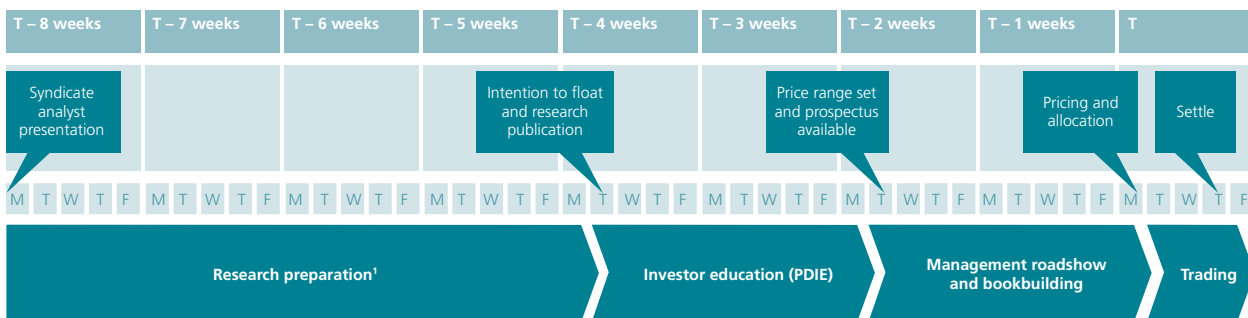 T – 8 weeks
T – 7 weeks
T – 6 weeks
T – 5 weeks
T – 4 weeks
T – 3 weeks
T – 2 weeks
T – 1 weeks
T
Syndicate
analyst
presentation
Intention to float
and research
publication
Price range set
and prospectus
available
Pricing and
allocation
Settle
M T W T F M T W T F M T W T F M T W T F M T W T F M T W T F M T W T F M T W T F M T W T F
Research preparation¹
Investor education (PDIE)
Management roadshow
and bookbuilding
Trading